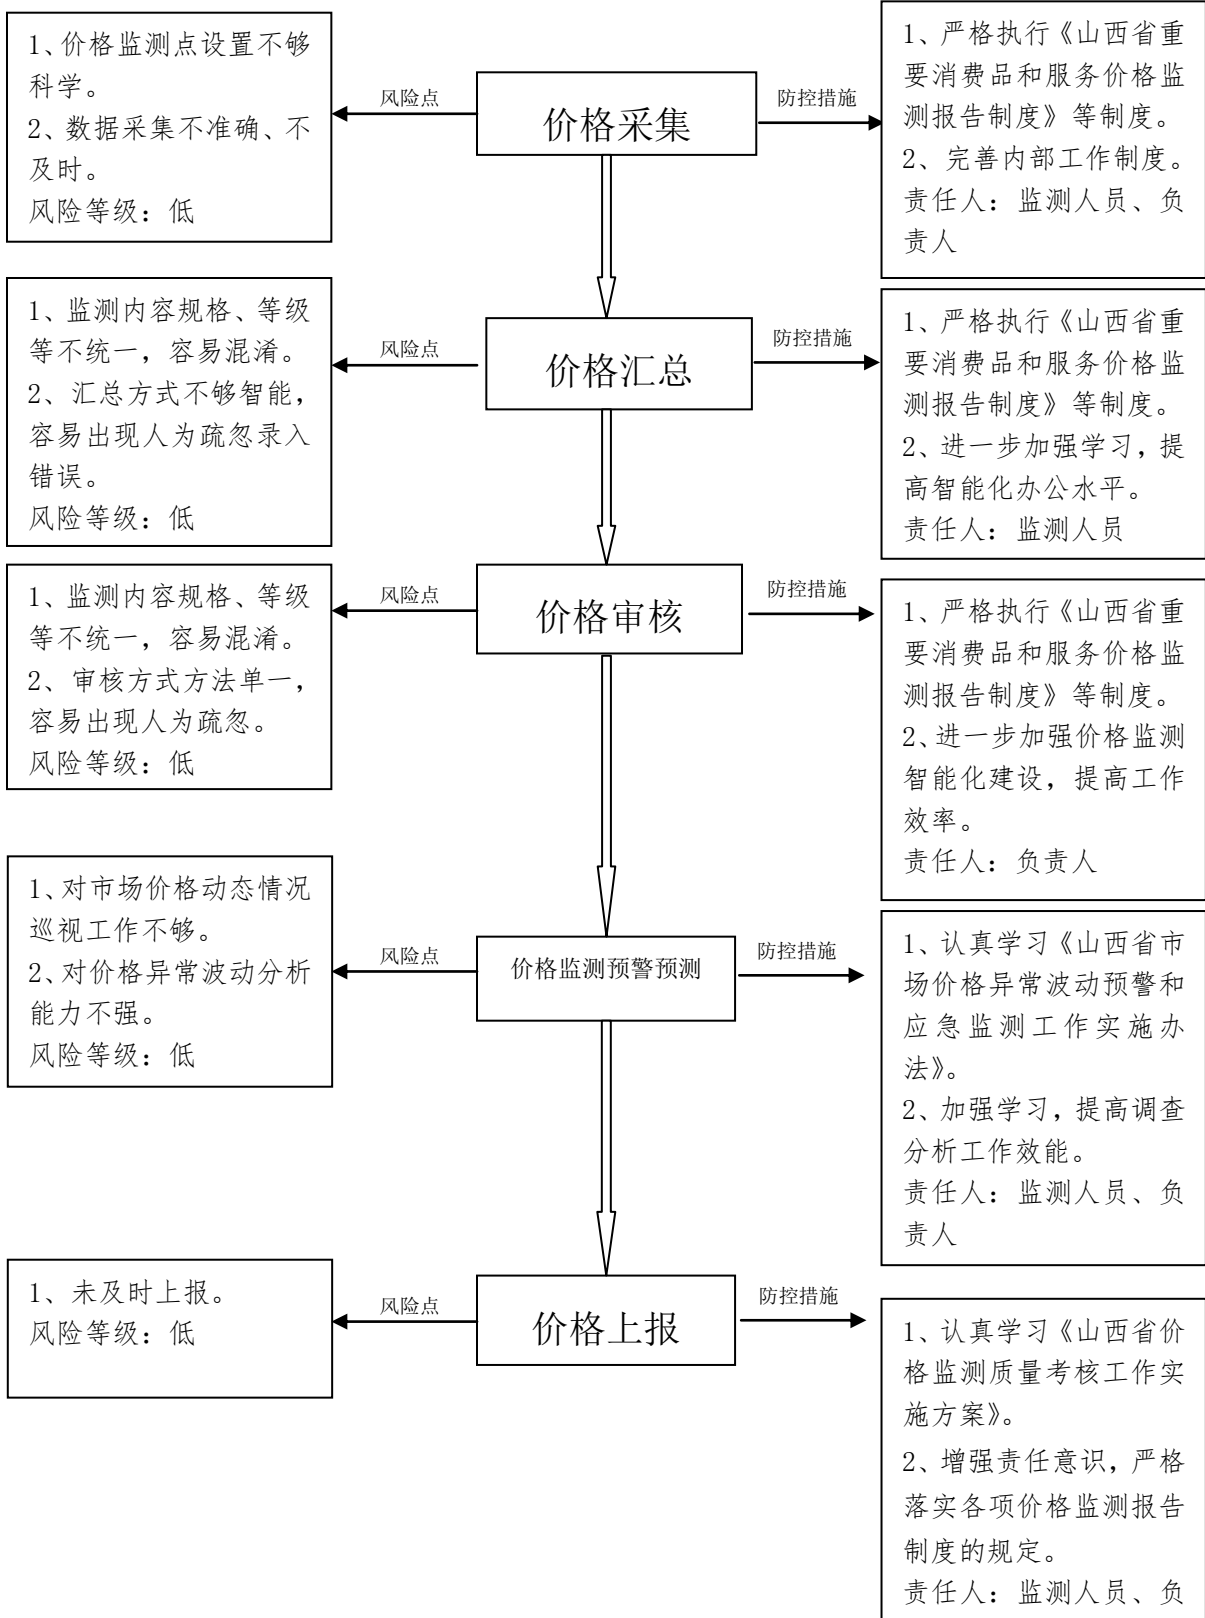 1、价格监测点设置不够
科学。
2、数据采集不准确、不
及时。
风险等级：低
风险点
价格采集
防控措施
1、严格执行《山西省重
要消费品和服务价格监
测报告制度》等制度。
2、完善内部工作制度。
责任人：监测人员、负
责人
1、监测内容规格、等级
等不统一，容易混淆。
2、汇总方式不够智能，
容易出现人为疏忽录入
错误。
风险等级：低
风险点
价格汇总
防控措施
1、严格执行《山西省重
要消费品和服务价格监
测报告制度》等制度。
2、进一步加强学习，提
高智能化办公水平。
责任人：监测人员
1、监测内容规格、等级
等不统一，容易混淆。
2、审核方式方法单一，
容易出现人为疏忽。
风险等级：低
风险点
价格审核
防控措施
1、严格执行《山西省重
要消费品和服务价格监
测报告制度》等制度。
2、进一步加强价格监测
智能化建设，提高工作
效率。
责任人：负责人
1、对市场价格动态情况
巡视工作不够。
2、对价格异常波动分析
能力不强。
风险等级：低
风险点
价格监测预警预测
防控措施
1、认真学习《山西省市
场价格异常波动预警和
应急监测工作实施办
法》。
2、加强学习，提高调查
分析工作效能。
责任人：监测人员、负
责人
1、未及时上报。
风险等级：低
风险点
价格上报
防控措施
1、认真学习《山西省价
格监测质量考核工作实
施方案》。
2、增强责任意识，严格
落实各项价格监测报告
制度的规定。
责任人：监测人员、负